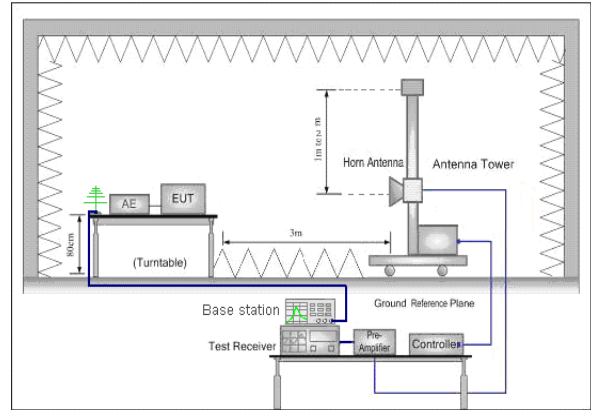 1m to 2 m
Horn Antenna
Antenna Tower
AE
EUT
3m
80cm
(Turntable)
Ground Reference Plane
Base station
Test Receiver
Pre-
Amplifier
Controller